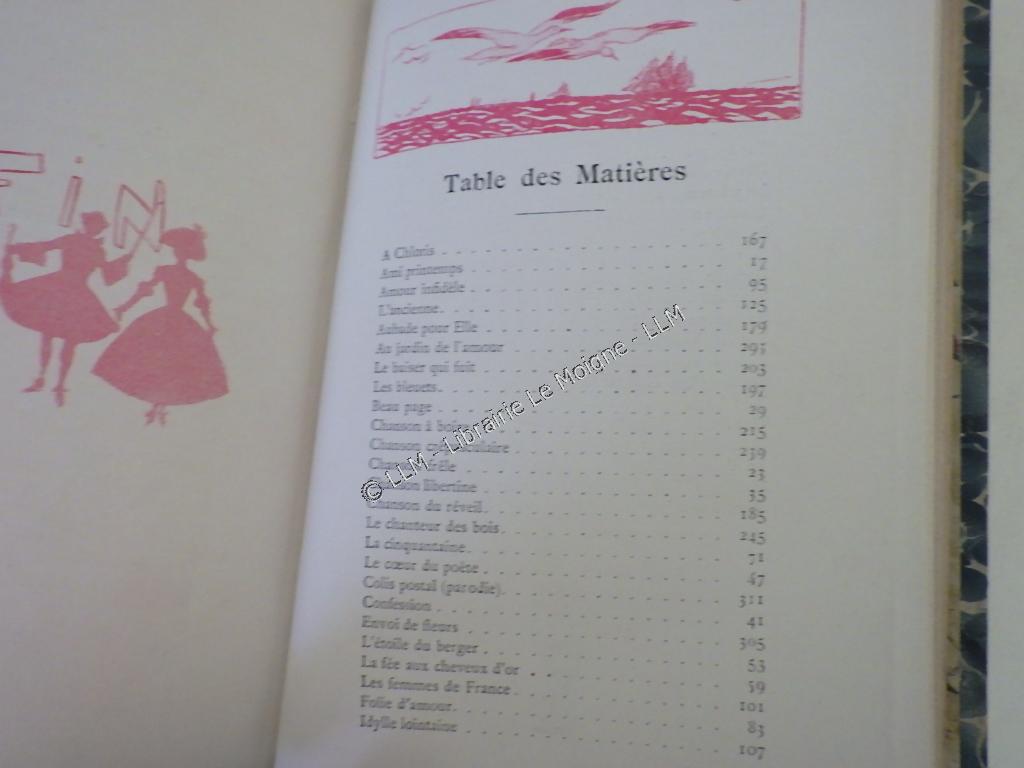 FIN
Table des Matières
A Chloris 167
Ami printemps 17
Amour infidèle 95
L'ancienne 125
Aubade pour Elle 179
Au jardin de l'amour 293
Le baiser qui fuit 203
Les bleuets 197
Beau page 29
Chanson à boire 215
Chanson crépusculaire 239
Chanson frêle 23
Chanson libertine 35
Chanson du réveil 185
Le chanteur des bois 245
La cinquantaine 71
Le cœur du poète 47
Colis postal (parodie) 311
Confession 41
Envoi de fleurs 305
L'étoile du berger 53
La fée aux cheveux d'or 59
Les femmes de France 101
Folie d'amour 83
Idylle lointaine 107
© LLM - Librairie Le Moigne - LLM